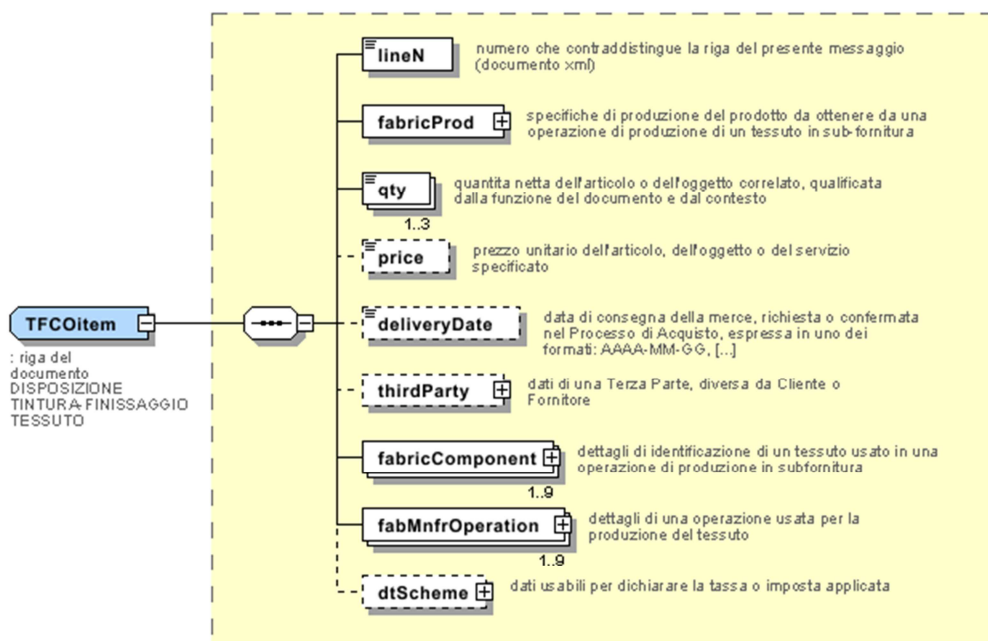 lineN
numero che contraddistingue la riga del presente messaggio
(documento xml)
fabricProd
specifiche di produzione del prodotto da ottenere da una
operazione di produzione di un tessuto in sub-fornitura
qty
quantita netta dell'articolo o dell'oggetto correlato, qualificata
dalla funzione del documento e dal contesto
1..3
price
prezzo unitario dell'articolo, dell'oggetto o del servizio
specificato
TFCOitem
: riga del
documento
DISPOSIZIONE
TINTURA-FINISSAGGIO
TESSUTO
deliveryDate
data di consegna della merce, richiesta o confermata
nel Processo di Acquisto, espressa in uno dei
formati: AAAA-MM-GG, [...]
thirdParty
dati di una Terza Parte, diversa da Cliente o
Fornitore
fabricComponent
dettagli di identificazione di un tessuto usato in una
operazione di produzione in subfornitura
1..9
fabMnfrOperation
dettagli di una operazione usata per la
produzione del tessuto
1..9
dtScheme
dati usabili per dichiarare la tassa o imposta applicata